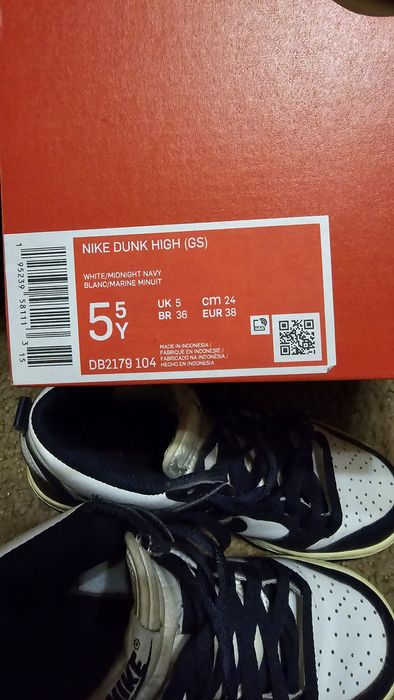 NIKE DUNK HIGH (GS)
WHITE/MIDNIGHT NAVY
BLANC/MARINE MINUIT
5 5 Y
UK 5 cm 24
BR 36 EUR 38
DB2179 104
MADE IN INDONESIA /
FABRIQUE EN INDONESIE /
FABRICADO NA INDONÉSIA /
HECHO EN INDONESIA
1 95239 58111 3 15
NIKE